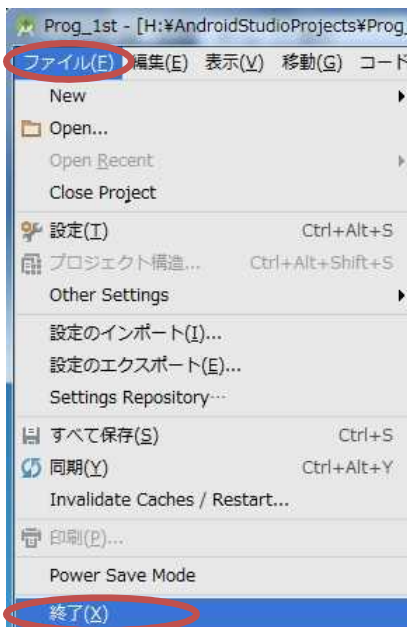 Prog_1st - [H:¥AndroidStudioProjects¥Prog_
ファイル(F) 編集(E) 表示(V) 移動(G) コード
New
Open...
Open Recent
Close Project
設定(T) Ctrl+Alt+S
プロジェクト構造... Ctrl+Alt+Shift+S
Other Settings
設定のインポート(I)...
設定のエクスポート(E)...
Settings Repository…
すべて保存(S) Ctrl+S
同期(Y) Ctrl+Alt+Y
Invalidate Caches / Restart...
印刷(P)...
Power Save Mode
終了(X)